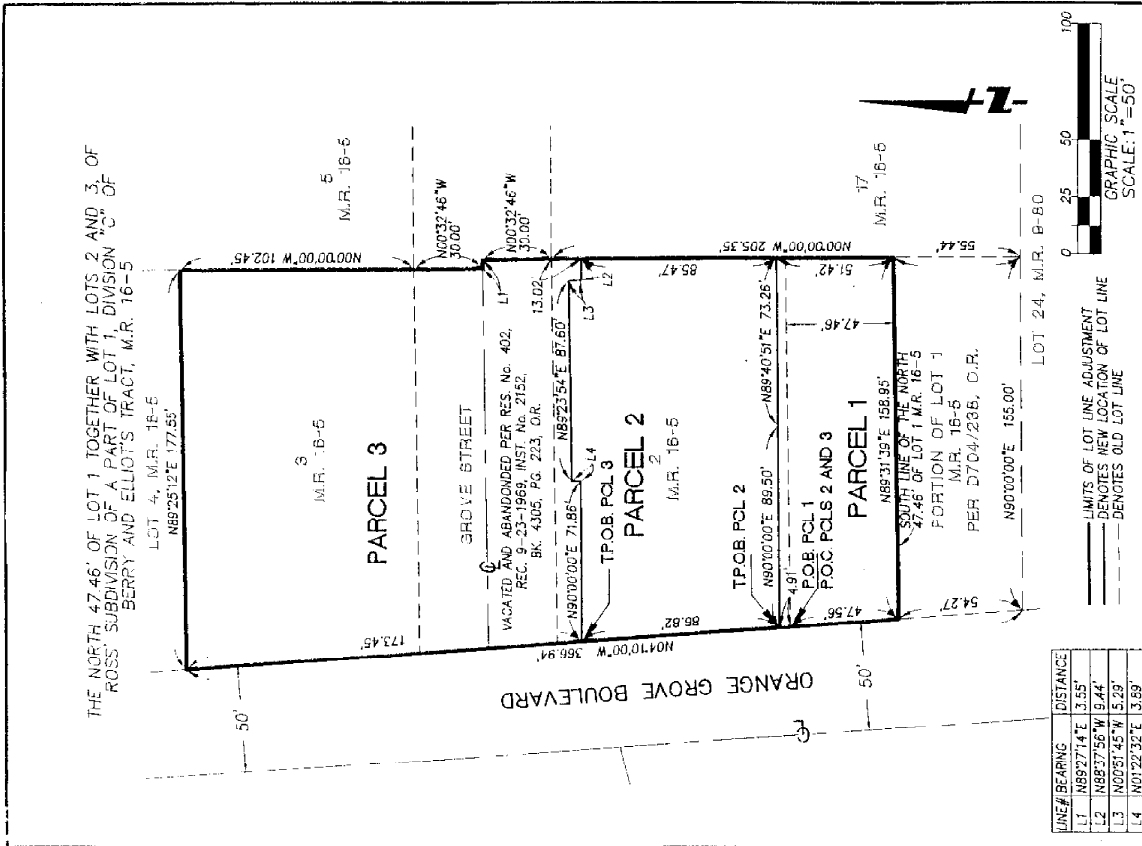 THE NORTH 47.46' OF LOT 1 TOGETHER WITH LOTS 2 AND 3, OF
ROSS' SUBDIVISION OF A PART OF LOT 1, DIVISION "C" OF
BERRY AND ELLIOTT'S TRACT, M.R. 16-5
LOT 4, M.R. 16-5
N89°25'12"E 177.55'
N00°00'00"W 102.45'
5
M.R. 16-5
3
M.R. 16-5
PARCEL 3
N00°32'46"W
30.00'
N00°32'46"W
30.00'
L1
GROVE STREET
VACATED AND ABANDONDED PER RES. No. 402,
REC. 9-23-1969, INST. No. 2152,
BK. 4305, PG. 223, O.R.
173.45'
13.02'
L2
L3
N89°23'54"E 87.60'
L4
N90°00'00"E 71.86'
T.P.O.B. PCL 3
PARCEL 2
2
M.R. 16-5
85.47'
N00°00'00"W 205.35'
17
M.R. 16-5
86.82'
N04°10'00"W 366.94'
ORANGE GROVE BOULEVARD
50'
50'
T.P.O.B. PCL 2
N90°00'00"E 89.50'
N89°40'51"E 73.26'
P.O.B. PCL 1
P.O.C. PCLS 2 AND 3
4.91'
47.46'
51.42'
47.56'
PARCEL 1
N89°31'39"E 158.95'
SOUTH LINE OF THE NORTH
47.46' OF LOT 1 M.R. 16-5
PORTION OF LOT 1
M.R. 16-5
PER D704/238, O.R.
55.44'
54.27'
N90°00'00"E 155.00'
LOT 24, M.R. 9-80
N
0 25 50 100
GRAPHIC SCALE
SCALE: 1"=50'
LIMITS OF LOT LINE ADJUSTMENT
DENOTES NEW LOCATION OF LOT LINE
DENOTES OLD LOT LINE
LINE# BEARING DISTANCE
L1 N89°27'14"E 3.55'
L2 N88°37'56"W 9.44'
L3 N00°51'45"W 5.29'
L4 N01°22'32"E 3.89'